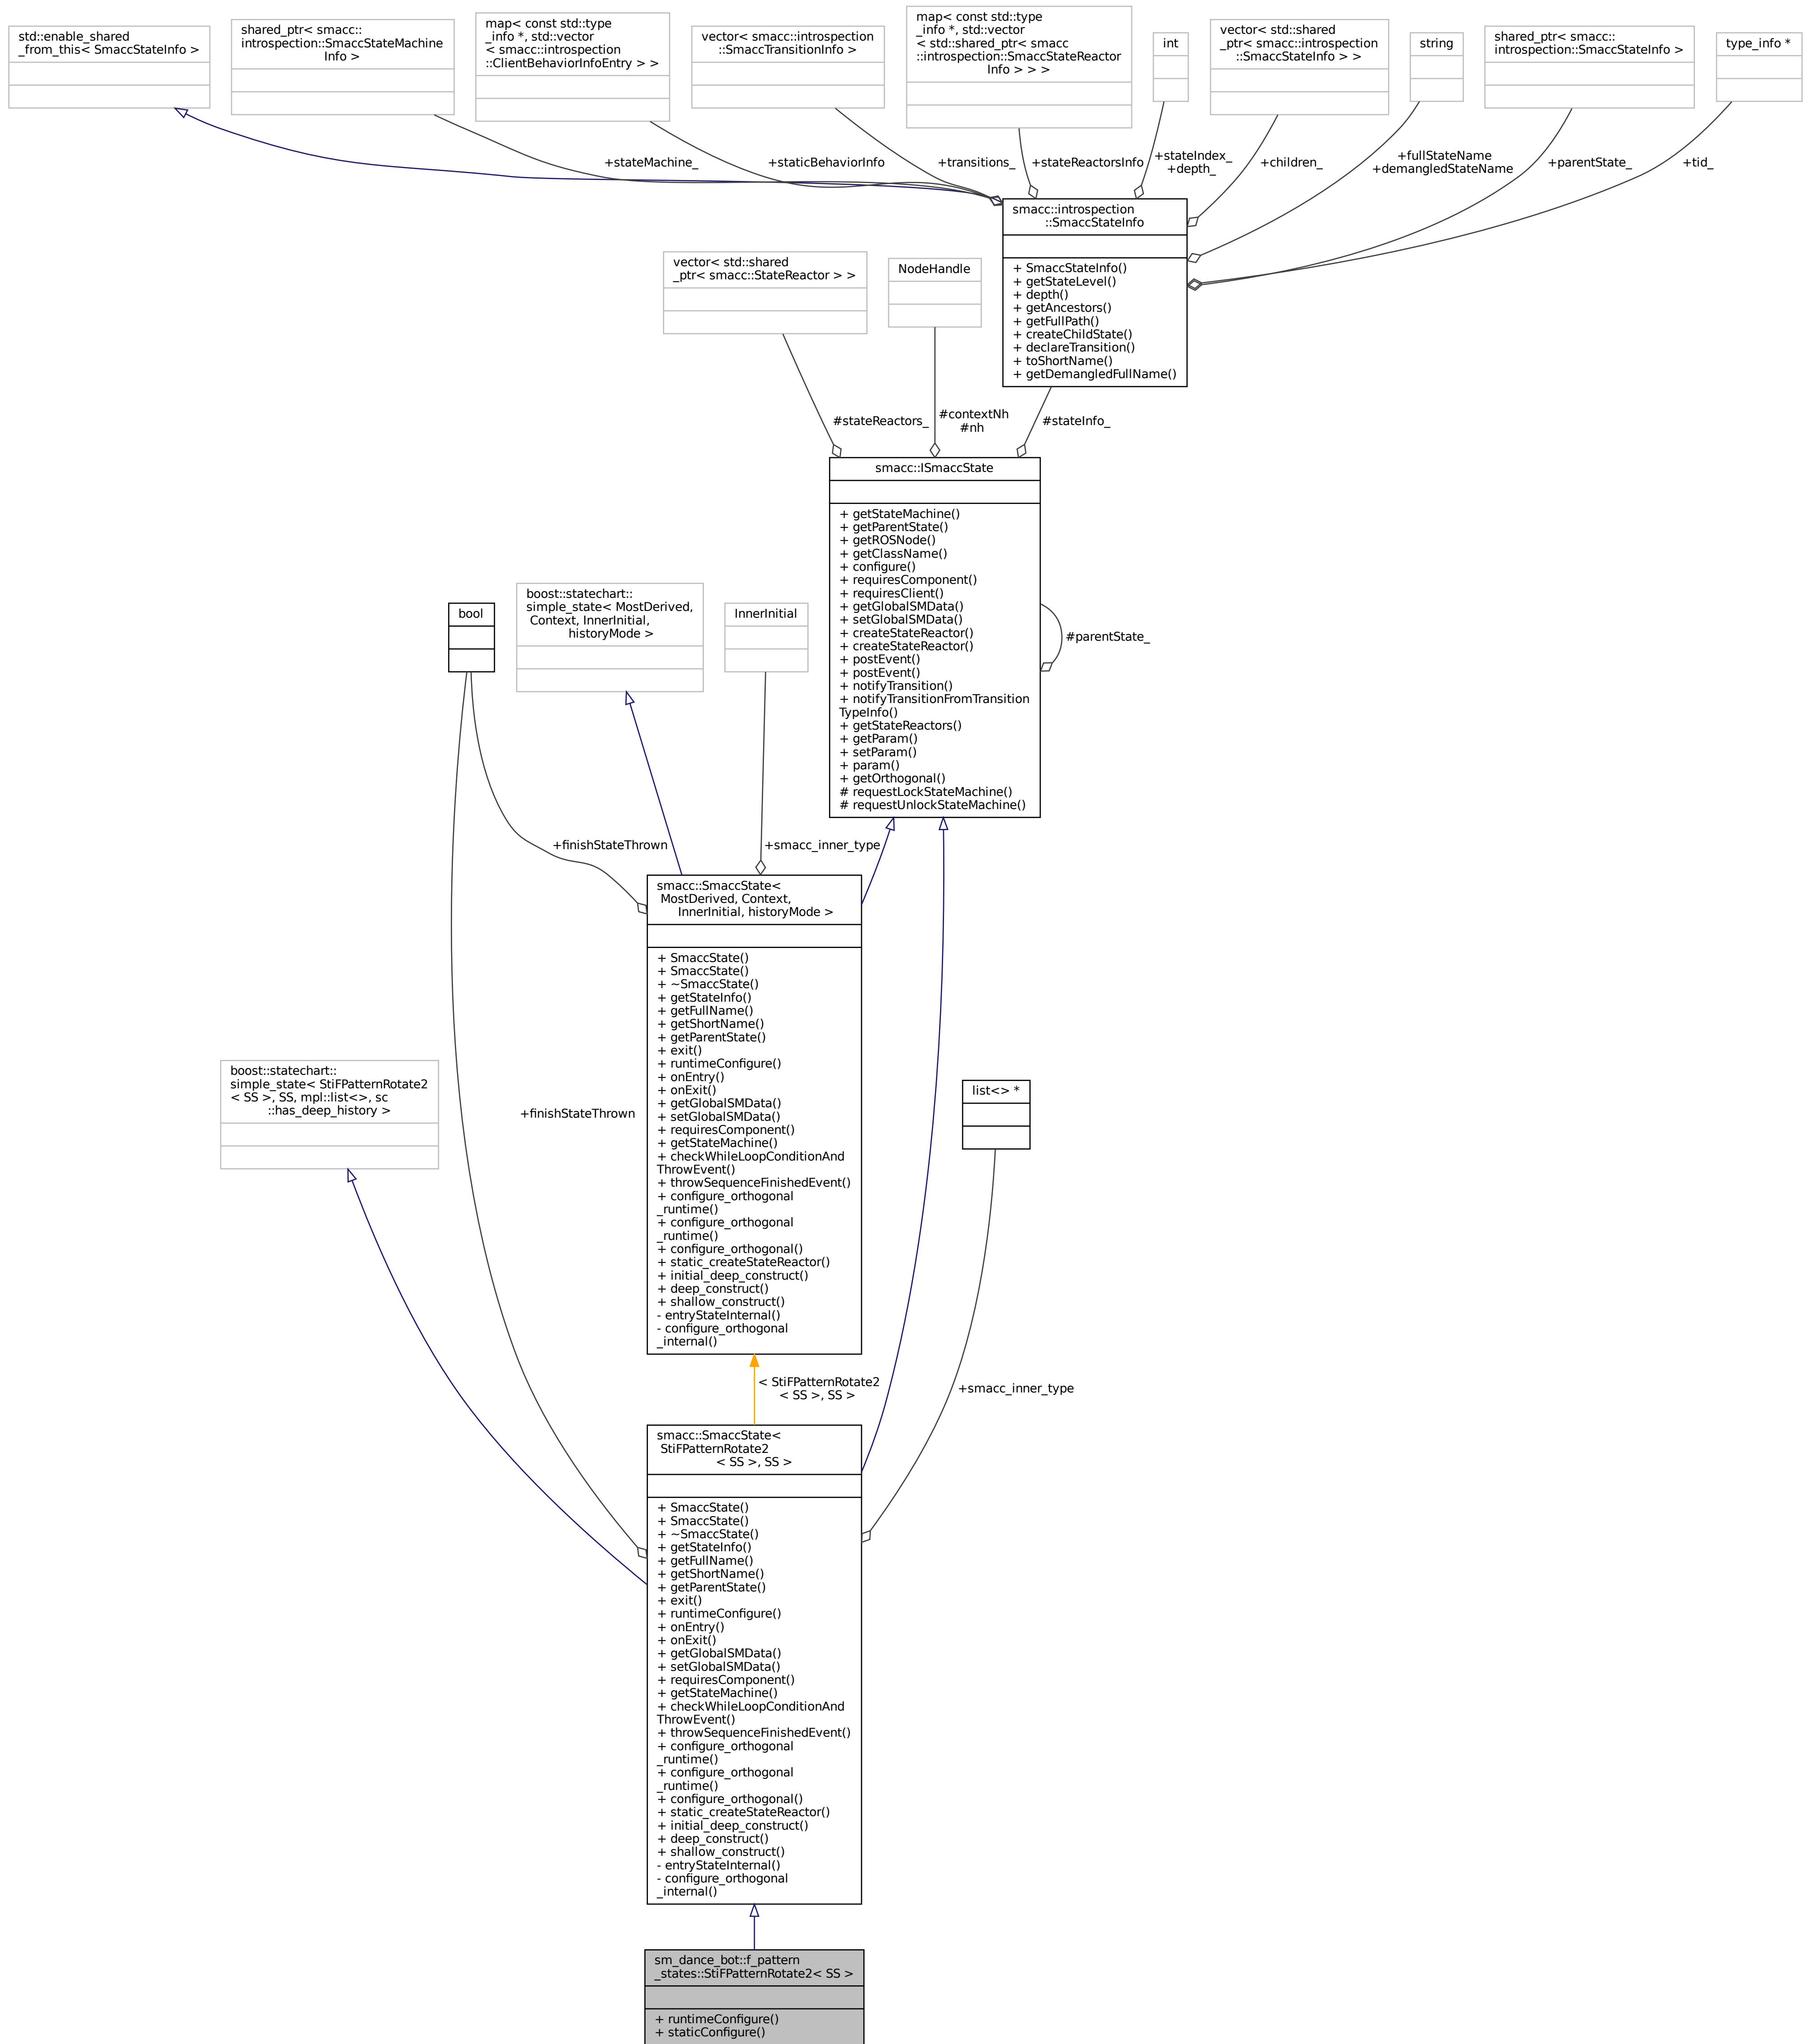 std::enable_shared
_from_this< SmaccStateInfo >
shared_ptr< smacc::
introspection::SmaccStateMachine
Info >
map< const std::type
_info *, std::vector
< smacc::introspection
::ClientBehaviorInfoEntry > >
vector< smacc::introspection
::SmaccTransitionInfo >
map< const std::type
_info *, std::vector
< std::shared_ptr< smacc
::introspection::SmaccStateReactor
Info > > >
int
vector< std::shared
_ptr< smacc::introspection
::SmaccStateInfo > >
string
shared_ptr< smacc::
introspection::SmaccStateInfo >
type_info *
+stateMachine_
+staticBehaviorInfo
+transitions_
+stateReactorsInfo
+stateIndex_
+depth_
+children_
+fullStateName
+demangledStateName
+parentState_
+tid_
smacc::introspection
::SmaccStateInfo
+ SmaccStateInfo()
+ getStateLevel()
+ depth()
+ getAncestors()
+ getFullPath()
+ createChildState()
+ declareTransition()
+ toShortName()
+ getDemangledFullName()
vector< std::shared
_ptr< smacc::StateReactor > >
NodeHandle
#stateReactors_
#contextNh
#nh
#stateInfo_
smacc::ISmaccState
+ getStateMachine()
+ getParentState()
+ getROSNode()
+ getClassName()
+ configure()
+ requiresComponent()
+ requiresClient()
+ getGlobalSMData()
+ setGlobalSMData()
+ createStateReactor()
+ createStateReactor()
+ postEvent()
+ postEvent()
+ notifyTransition()
+ notifyTransitionFromTransition
TypeInfo()
+ getStateReactors()
+ getParam()
+ setParam()
+ param()
+ getOrthogonal()
# requestLockStateMachine()
# requestUnlockStateMachine()
#parentState_
bool
boost::statechart::
simple_state< MostDerived,
Context, InnerInitial,
historyMode >
InnerInitial
+finishStateThrown
+smacc_inner_type
smacc::SmaccState<
MostDerived, Context,
InnerInitial, historyMode >
+ SmaccState()
+ SmaccState()
+ ~SmaccState()
+ getStateInfo()
+ getFullName()
+ getShortName()
+ getParentState()
+ exit()
+ runtimeConfigure()
+ onEntry()
+ onExit()
+ getGlobalSMData()
+ setGlobalSMData()
+ requiresComponent()
+ getStateMachine()
+ checkWhileLoopConditionAnd
ThrowEvent()
+ throwSequenceFinishedEvent()
+ configure_orthogonal
_runtime()
+ configure_orthogonal
_runtime()
+ configure_orthogonal()
+ static_createStateReactor()
+ initial_deep_construct()
+ deep_construct()
+ shallow_construct()
- entryStateInternal()
- configure_orthogonal
_internal()
boost::statechart::
simple_state< StiFPatternRotate2
< SS >, SS, mpl::list<>, sc
::has_deep_history >
+finishStateThrown
list<> *
< StiFPatternRotate2
< SS >, SS >
+smacc_inner_type
smacc::SmaccState<
StiFPatternRotate2
< SS >, SS >
+ SmaccState()
+ SmaccState()
+ ~SmaccState()
+ getStateInfo()
+ getFullName()
+ getShortName()
+ getParentState()
+ exit()
+ runtimeConfigure()
+ onEntry()
+ onExit()
+ getGlobalSMData()
+ setGlobalSMData()
+ requiresComponent()
+ getStateMachine()
+ checkWhileLoopConditionAnd
ThrowEvent()
+ throwSequenceFinishedEvent()
+ configure_orthogonal
_runtime()
+ configure_orthogonal
_runtime()
+ configure_orthogonal()
+ static_createStateReactor()
+ initial_deep_construct()
+ deep_construct()
+ shallow_construct()
- entryStateInternal()
- configure_orthogonal
_internal()
sm_dance_bot::f_pattern
_states::StiFPatternRotate2< SS >
+ runtimeConfigure()
+ staticConfigure()